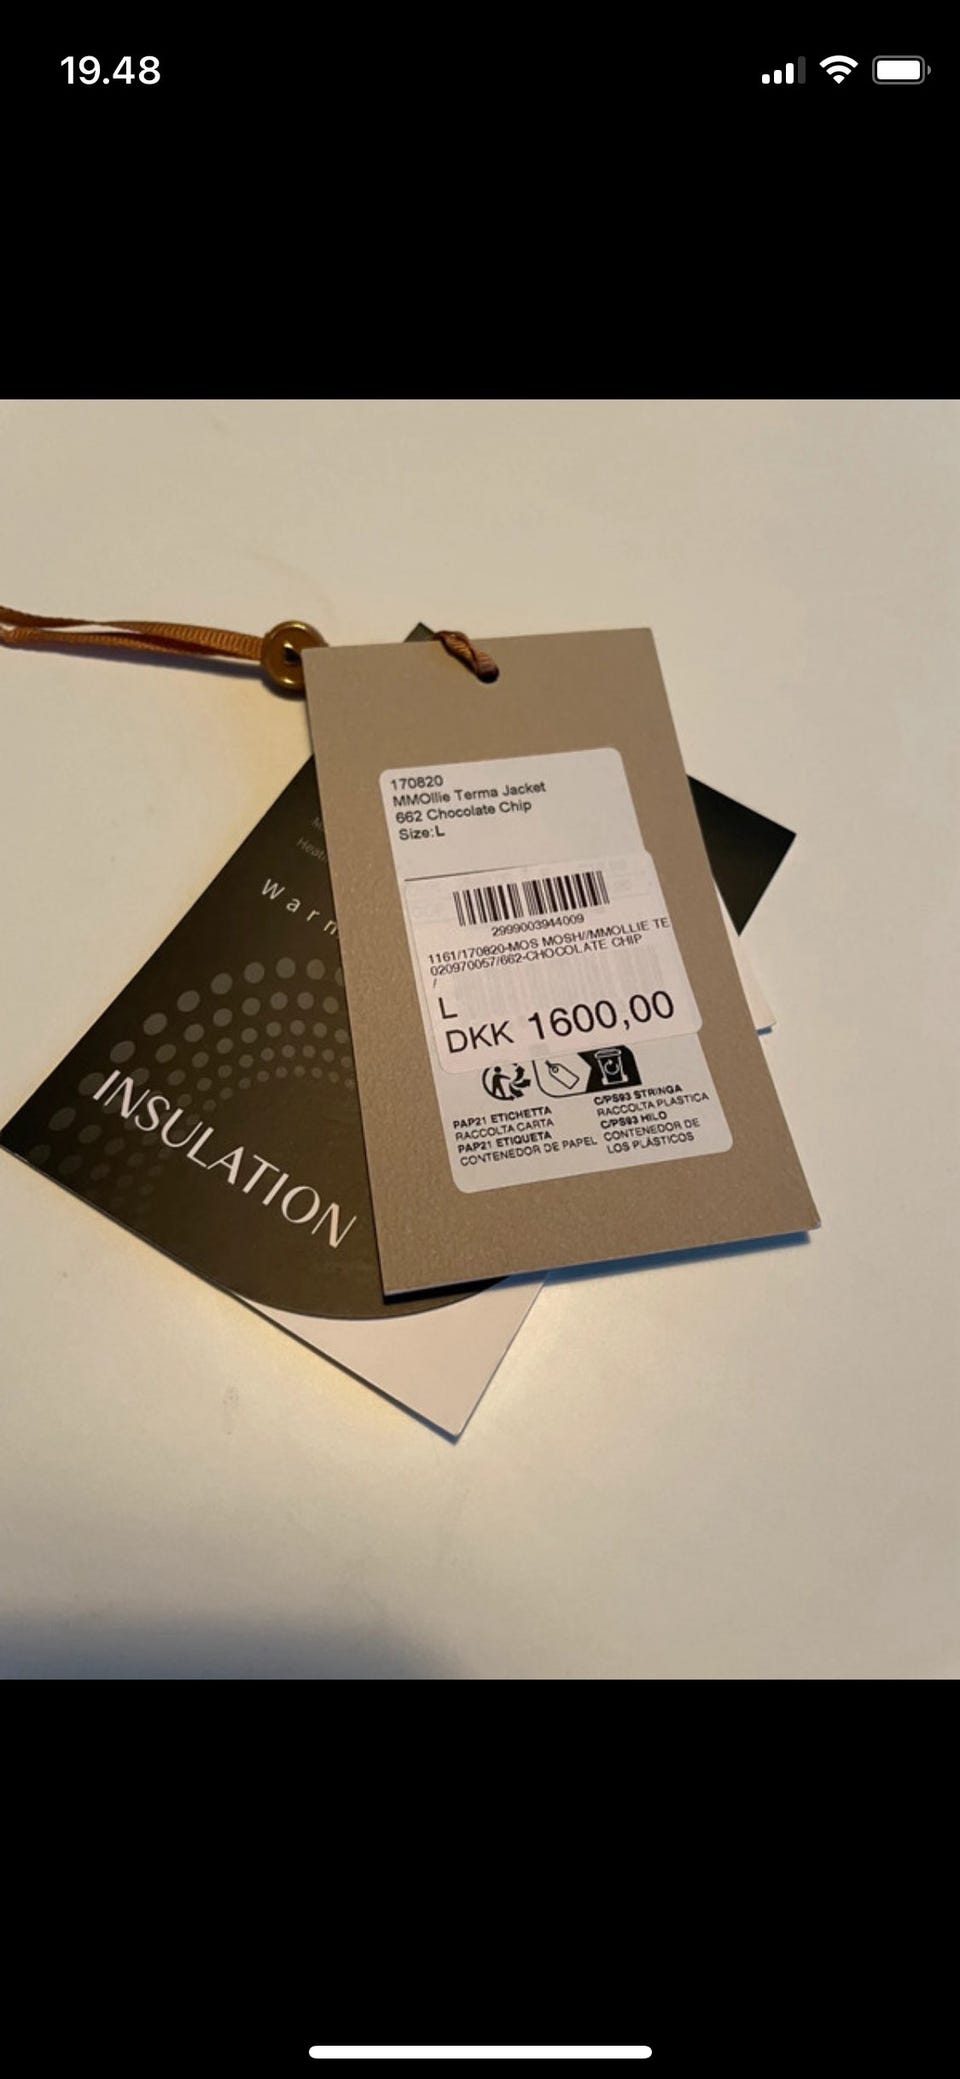 19.48
170820
MMOllie Terma Jacket
662 Chocolate Chip
Size:L
2999003944009
1161/170820-MOS MOSH//MMOLLIE TE
020970057/662-CHOCOLATE CHIP
/
L
DKK 1600,00
PAP21 ETICHETTA
RACCOLTA CARTA
PAP21 ETIQUETA
CONTENEDOR DE PAPEL
C/PS93 STRINGA
RACCOLTA PLASTICA
C/PS93 HILO
CONTENEDOR DE
LOS PLÁSTICOS
INSULATION